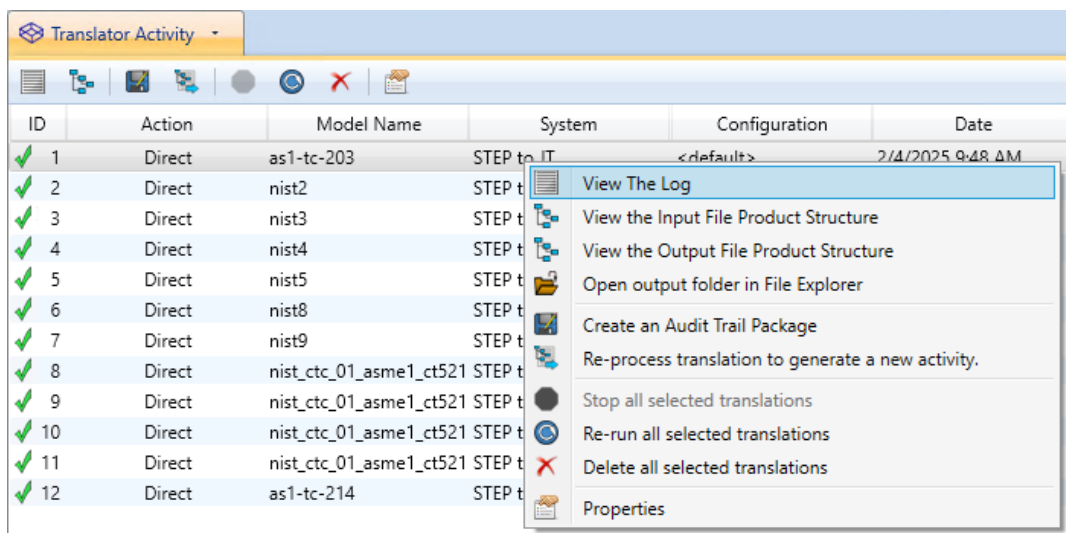 Translator Activity
ID Action Model Name System Configuration Date
1 Direct as1-tc-203 STEP to JT <default> 2/4/2025 9:48 AM
2 Direct nist2 STEP t
3 Direct nist3 STEP t
4 Direct nist4 STEP t
5 Direct nist5 STEP t
6 Direct nist8 STEP t
7 Direct nist9 STEP t
8 Direct nist_ctc_01_asme1_ct521 STEP t
9 Direct nist_ctc_01_asme1_ct521 STEP t
10 Direct nist_ctc_01_asme1_ct521 STEP t
11 Direct nist_ctc_01_asme1_ct521 STEP t
12 Direct as1-tc-214 STEP t
View The Log
View the Input File Product Structure
View the Output File Product Structure
Open output folder in File Explorer
Create an Audit Trail Package
Re-process translation to generate a new activity.
Stop all selected translations
Re-run all selected translations
Delete all selected translations
Properties